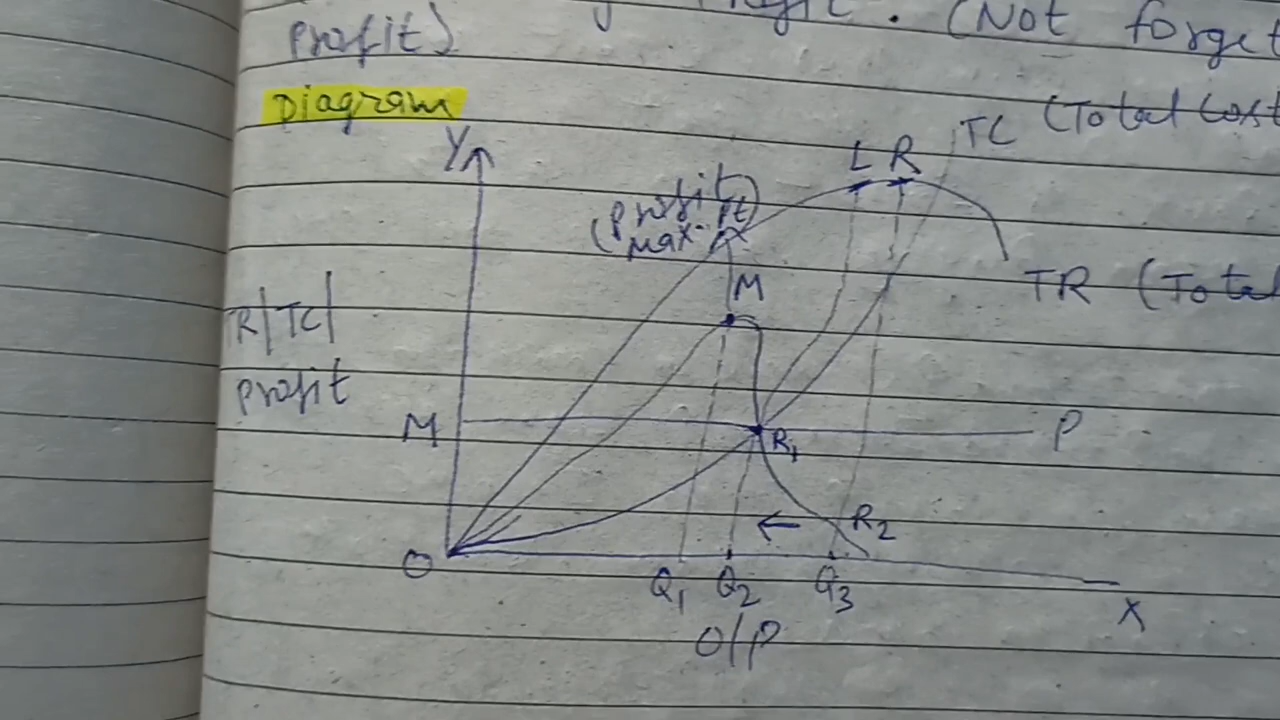 profit) . (Not forget
Diagram
TC (Total Cost
Y
L R
(profit
max. pt)
M
TR (Total
R|TC|
profit
M
R1
P
R2
O
Q1 Q2 Q3
X
O/P